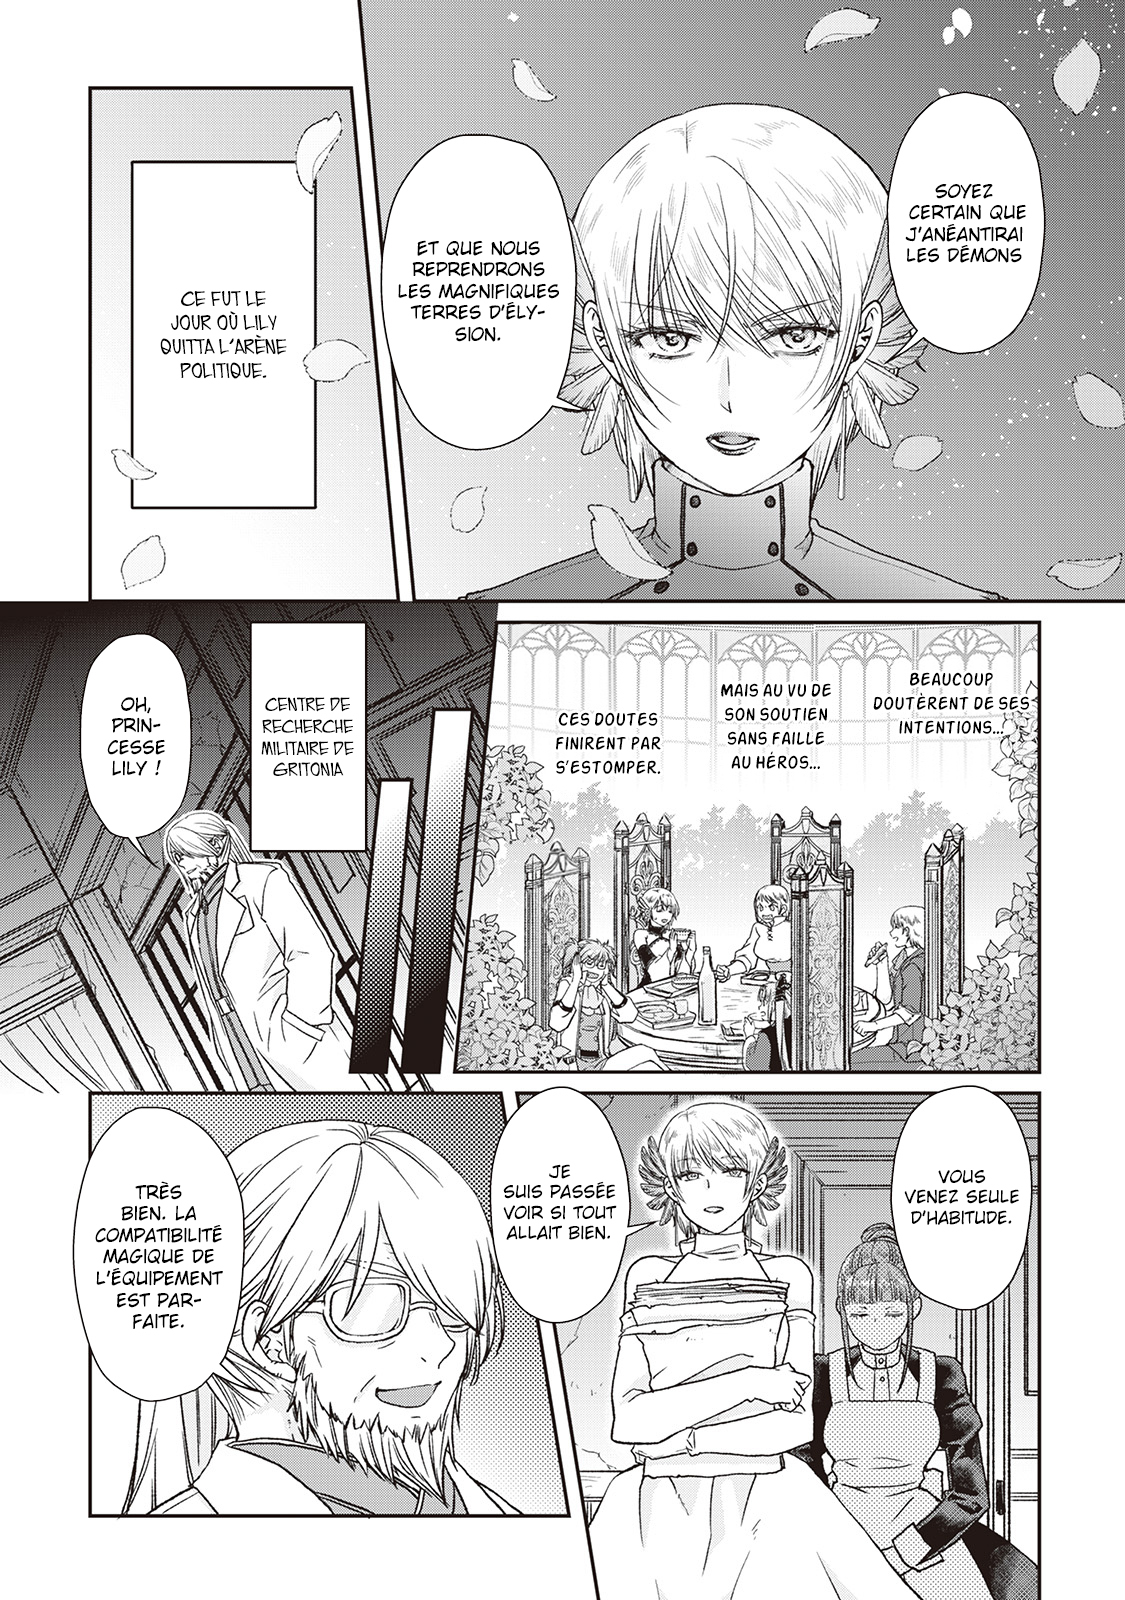 SOYEZ
CERTAIN QUE
J'ANÉANTIRAI
LES DÉMONS
ET QUE NOUS
REPRENDRONS
LES MAGNIFIQUES
TERRES D'ÉLY-
SION.
CE FUT LE
JOUR OÙ LILY
QUITTA L'ARÈNE
POLITIQUE.
BEAUCOUP
DOUTÈRENT DE SES
INTENTIONS...
MAIS AU VU DE
SON SOUTIEN
SANS FAILLE
AU HÉROS...
CES DOUTES
FINIRENT PAR
S'ESTOMPER.
CENTRE DE
RECHERCHE
MILITAIRE DE
GRITONIA
OH,
PRIN-
CESSE
LILY !
VOUS
VENEZ SEULE
D'HABITUDE.
JE
SUIS PASSÉE
VOIR SI TOUT
ALLAIT BIEN.
TRÈS
BIEN. LA
COMPATIBILITÉ
MAGIQUE DE
L'ÉQUIPEMENT
EST PAR-
FAITE.